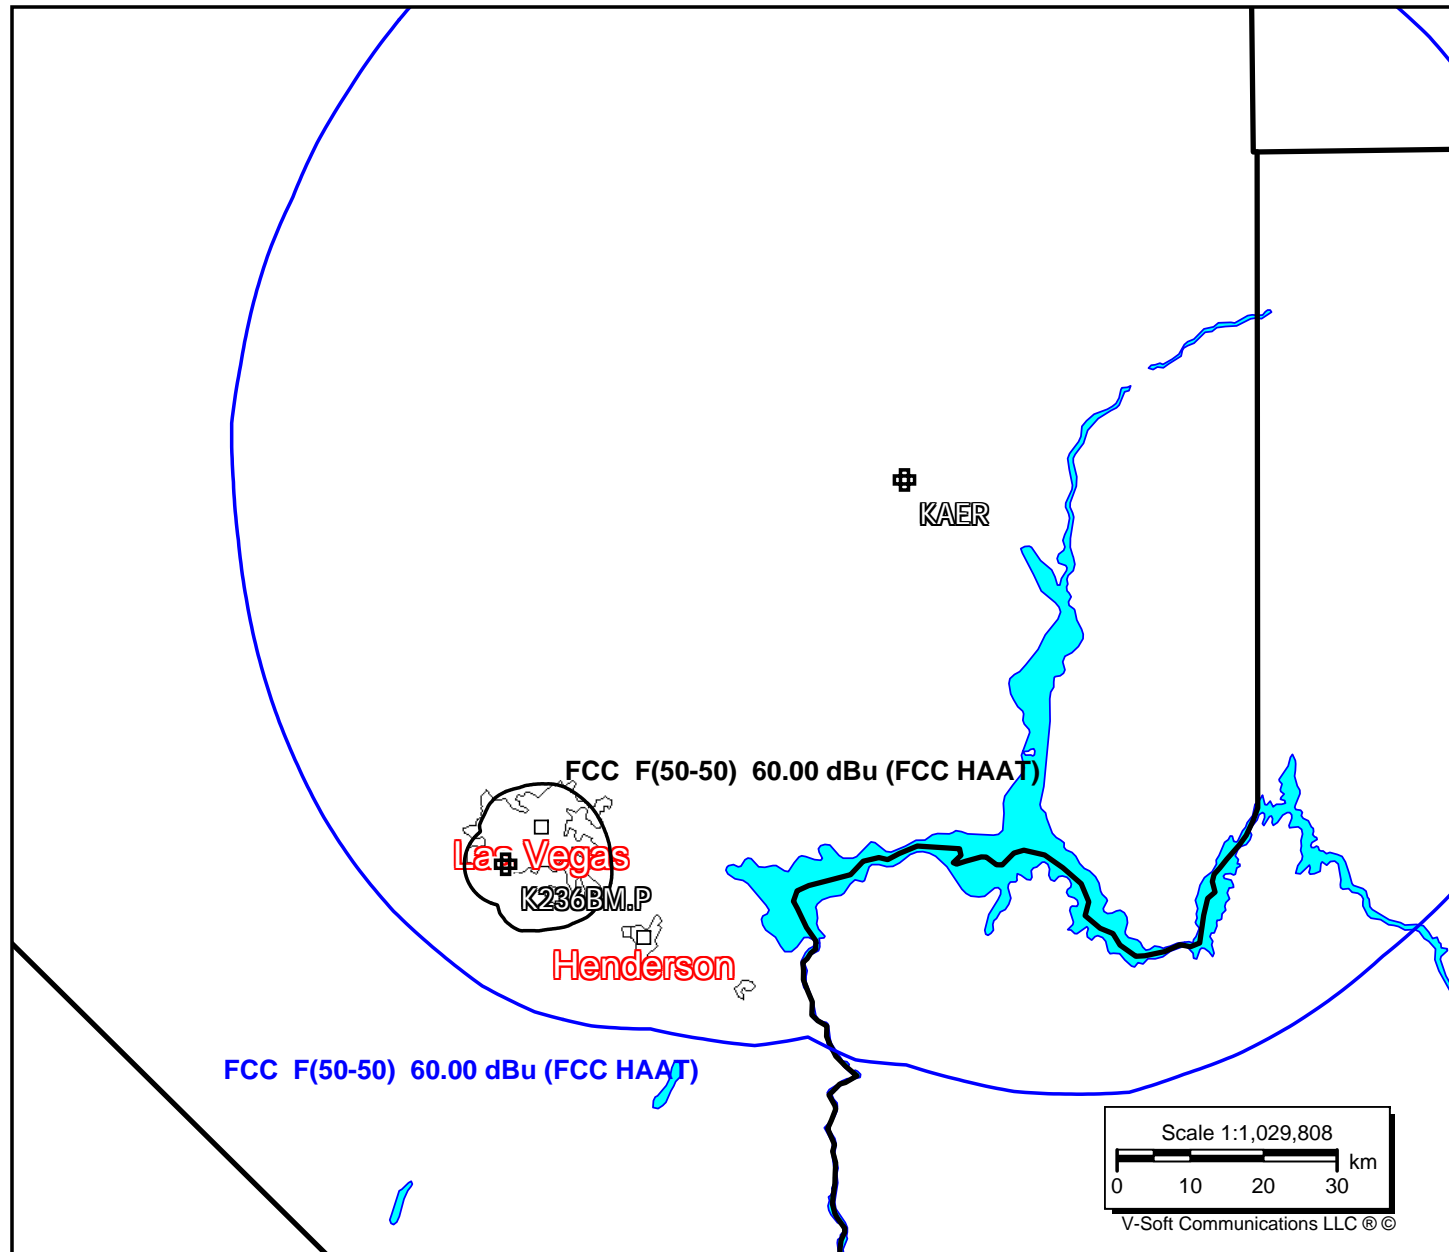 KAER
FCC F(50-50) 60.00 dBu (FCC HAAT)
Las Vegas
K236BM.P
Henderson
FCC F(50-50) 60.00 dBu (FCC HAAT)
Scale 1:1,029,808
km
0 10 20 30
V-Soft Communications LLC ® ©